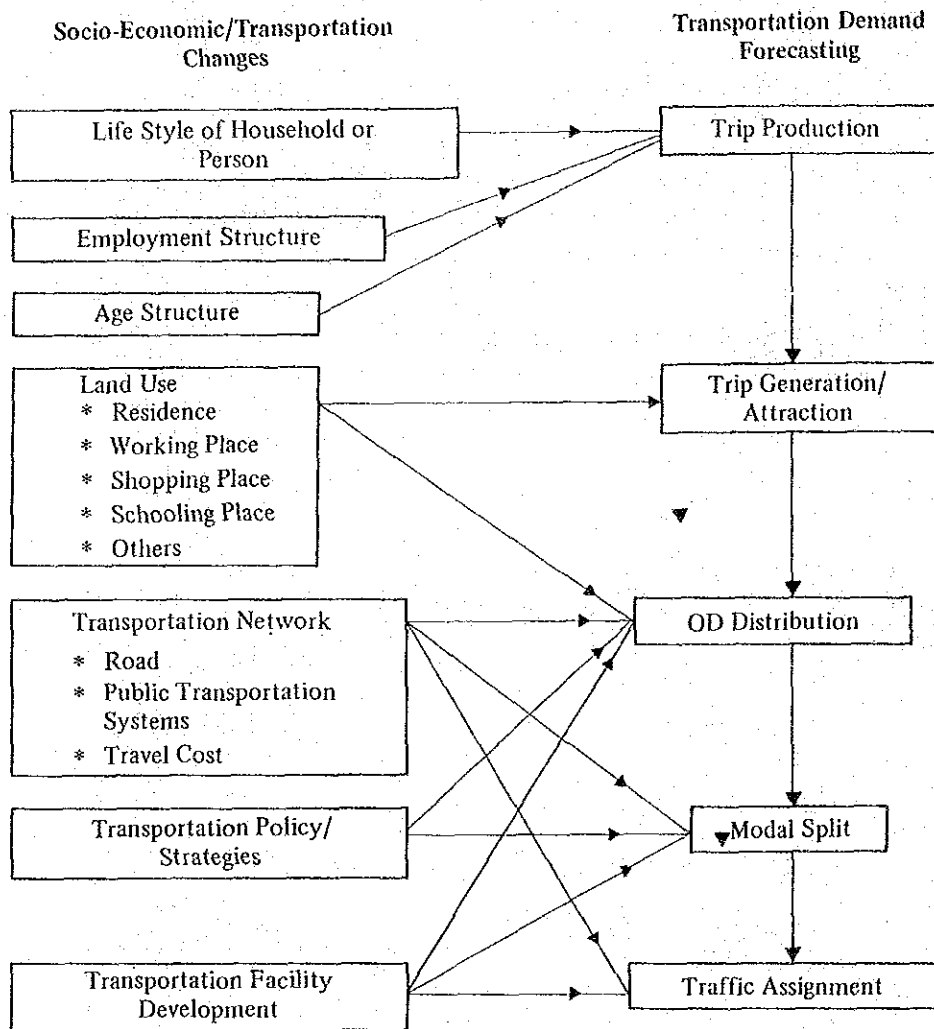 Socio-Economic/Transportation
Changes
Transportation Demand
Forecasting
Life Style of Household or
Person
Trip Production
Employment Structure
Age Structure
Land Use
* Residence
* Working Place
* Shopping Place
* Schooling Place
* Others
Trip Generation/
Attraction
Transportation Network
* Road
* Public Transportation
Systems
* Travel Cost
OD Distribution
Transportation Policy/
Strategies
Modal Split
Transportation Facility
Development
Traffic Assignment